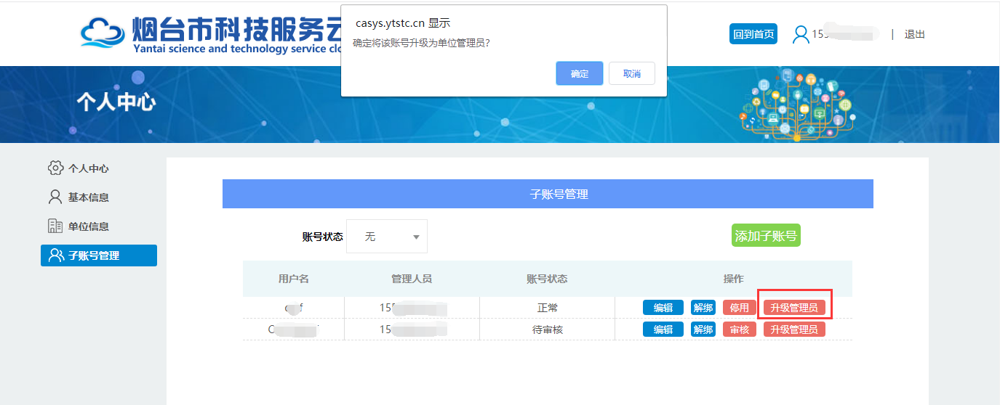 casys.ytstc.cn 显示
确定将该账号升级为单位管理员?
确定 取消
烟台市科技服务云
Yantai science and technology service clo
回到首页 15 | 退出
个人中心
个人中心
基本信息
单位信息
子账号管理
子账号管理
账号状态 无 添加子账号
用户名 管理人员 账号状态 操作
f 15 正常 编辑 解绑 停用 升级管理员
C 15 待审核 编辑 解绑 审核 升级管理员